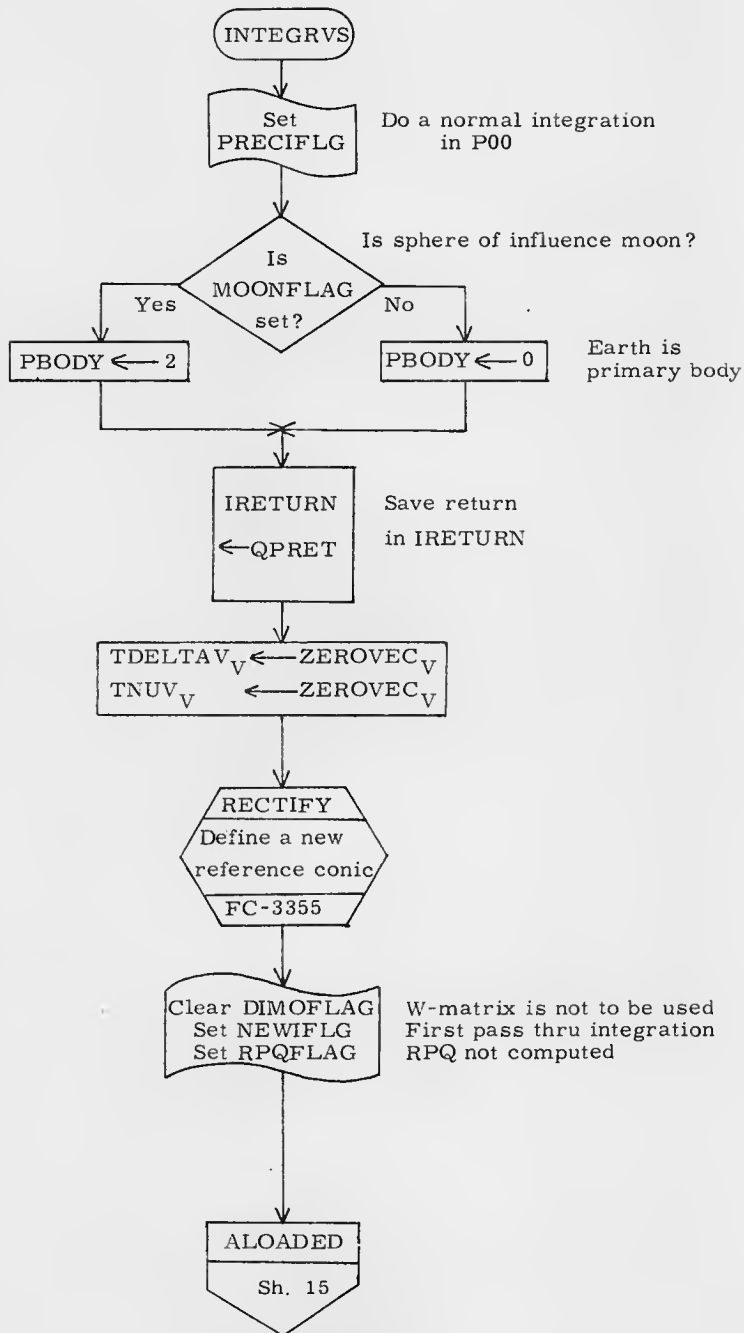 INTEGRVS
Set
PRECIFLG
Do a normal integration
in P00
Is sphere of influence moon?
Is
MOONFLAG
set?
Yes
No
PBODY ← 2
PBODY ← 0
Earth is
primary body
IRETURN
←QPRET
Save return
in IRETURN
TDELTAV_V ← ZEROVEC_V
TNUV_V ← ZEROVEC_V
RECTIFY
Define a new
reference conic
FC-3355
Clear DIMOFLAG
Set NEWIFLG
Set RPQFLAG
W-matrix is not to be used
First pass thru integration
RPQ not computed
ALOADED
Sh. 15